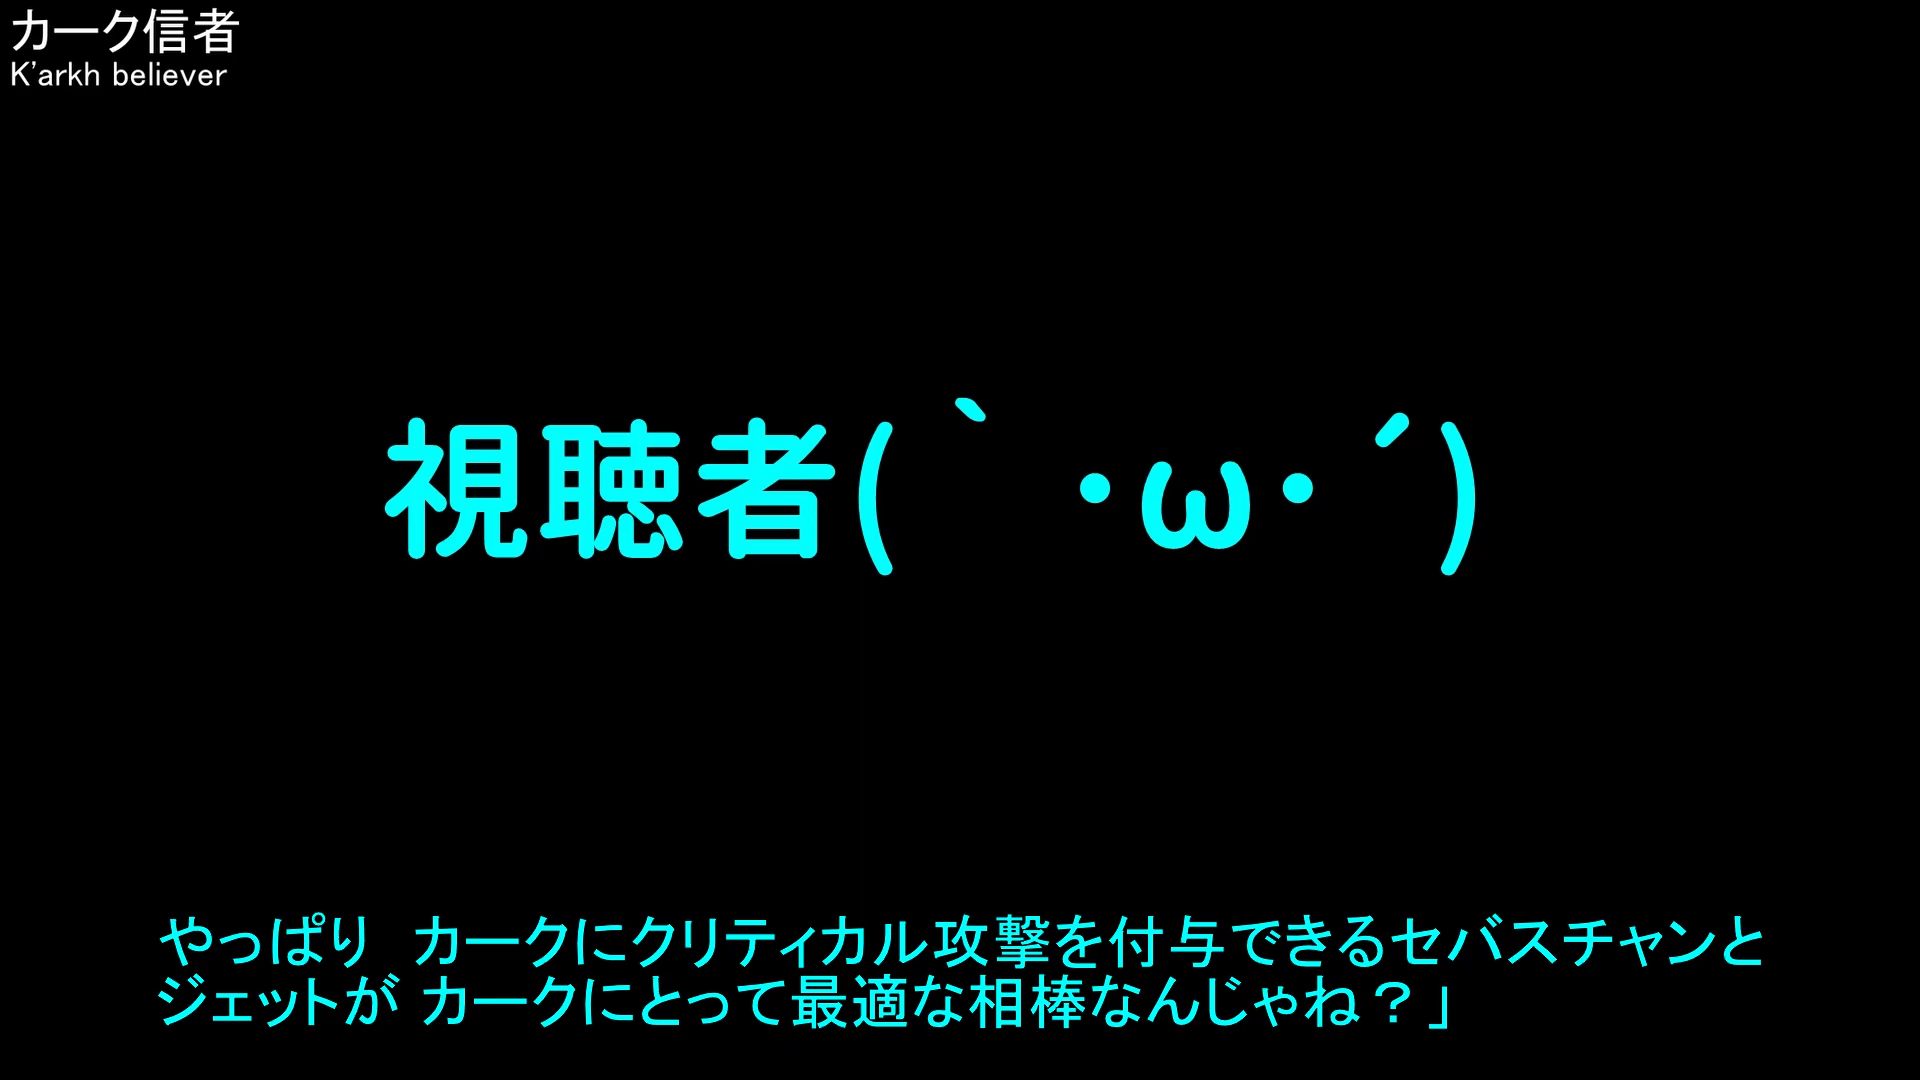 カーク信者
K'arkh believer
視聴者(｀・ω・´)
やっぱり　カークにクリティカル攻撃を付与できるセバスチャンと
ジェットが カークにとって最適な相棒なんじゃね？」